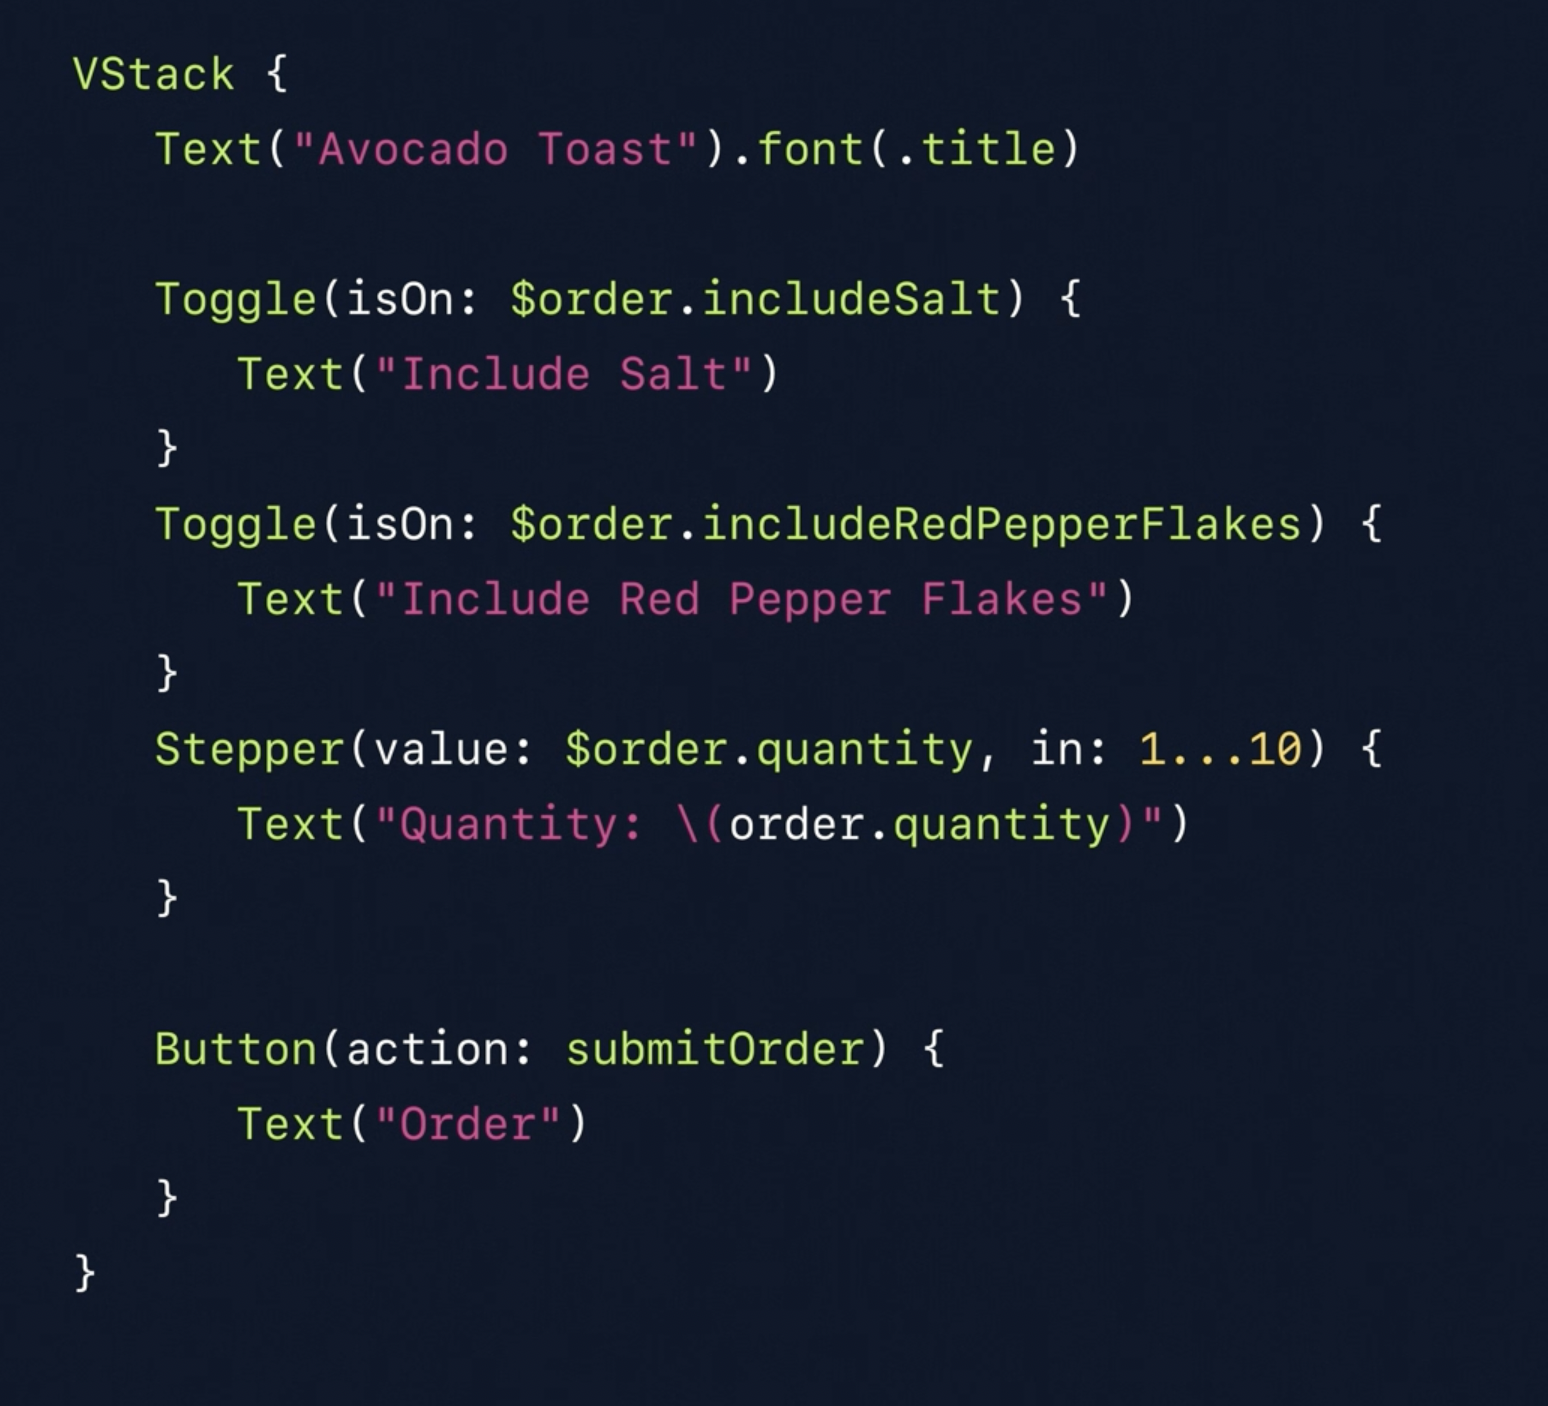 VStack {
   Text("Avocado Toast").font(.title)

   Toggle(isOn: $order.includeSalt) {
      Text("Include Salt")
   }
   Toggle(isOn: $order.includeRedPepperFlakes) {
      Text("Include Red Pepper Flakes")
   }
   Stepper(value: $order.quantity, in: 1...10) {
      Text("Quantity: \(order.quantity)")
   }

   Button(action: submitOrder) {
      Text("Order")
   }
}